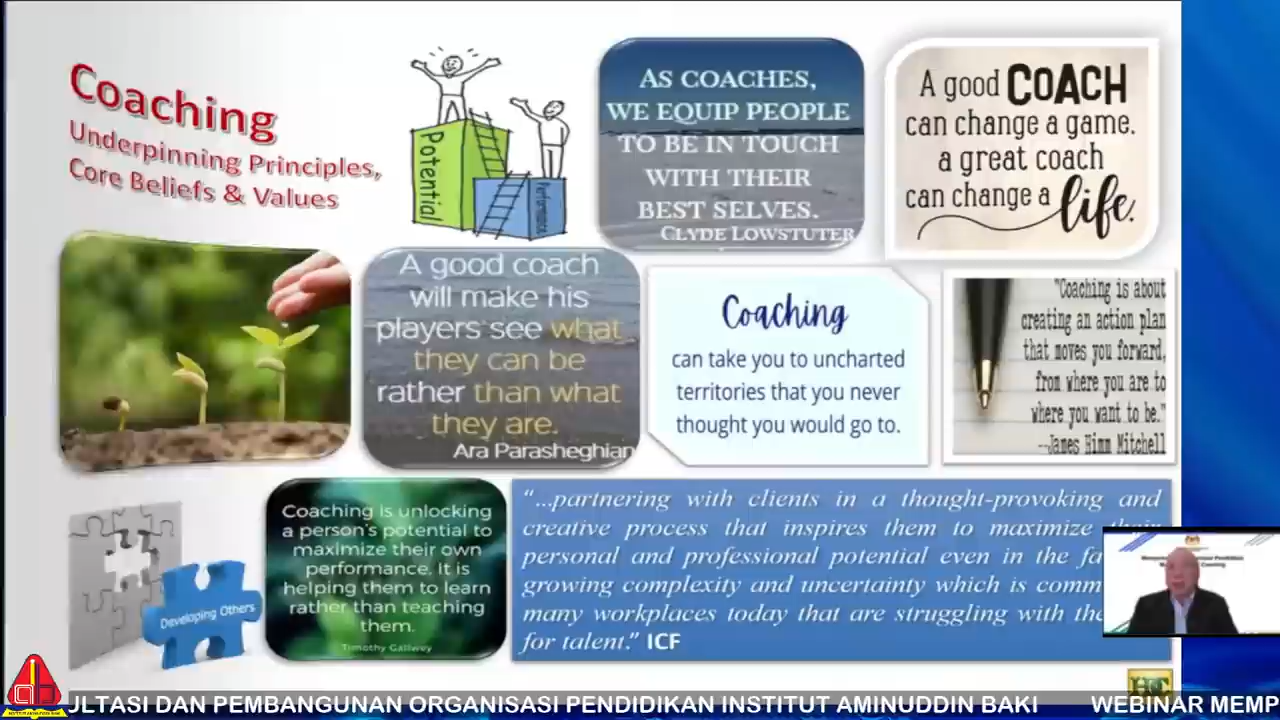 Coaching
Underpinning Principles,
Core Beliefs & Values
Potential
Performance
AS COACHES,
WE EQUIP PEOPLE
TO BE IN TOUCH
WITH THEIR
BEST SELVES.
CLYDE LOWSTUTER
A good COACH
can change a game.
a great coach
can change a life.
A good coach
will make his
players see what
they can be
rather than what
they are.
Ara Parasheghian
Coaching
can take you to uncharted
territories that you never
thought you would go to.
"Coaching is about
creating an action plan
that moves you forward,
from where you are to
where you want to be."
--James Himm Mitchell
Developing Others
Coaching is unlocking
a person's potential to
maximize their own
performance. It is
helping them to learn
rather than teaching
them.
Timothy Gallwey
“...partnering with clients in a thought-provoking and
creative process that inspires them to maximize their
personal and professional potential even in the fa
growing complexity and uncertainty which is comm
many workplaces today that are struggling with the
for talent.” ICF
ULTASI DAN PEMBANGUNAN ORGANISASI PENDIDIKAN INSTITUT AMINUDDIN BAKI WEBINAR MEMP